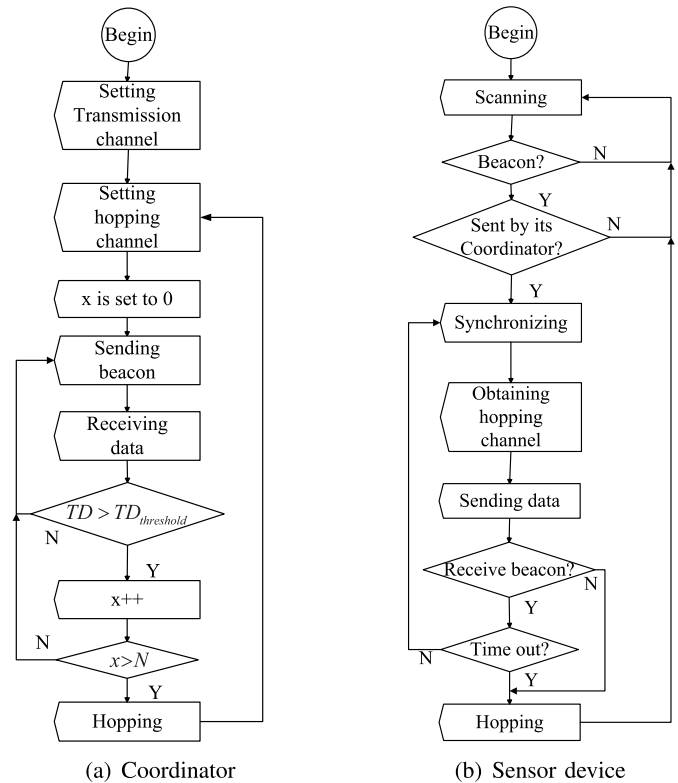 Begin
Setting
Transmission
channel
Setting
hopping
channel
x is set to 0
Sending
beacon
Receiving
data
TD > TDthreshold
N
Y
x++
N
x>N
Y
Hopping
(a) Coordinator
Begin
Scanning
Beacon?
N
Y
Sent by its
Coordinator?
N
Y
Synchronizing
Obtaining
hopping
channel
Sending data
Receive beacon?
N
Y
Time out?
N
Y
Hopping
(b) Sensor device